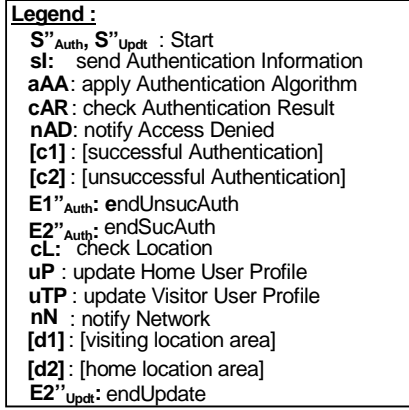 Legend :
S”Auth, S”Updt : Start
sI: send Authentication Information
aAA: apply Authentication Algorithm
cAR: check Authentication Result
nAD: notify Access Denied
[c1] : [successful Authentication]
[c2] : [unsuccessful Authentication]
E1”Auth: endUnsucAuth
E2”Auth: endSucAuth
cL: check Location
uP : update Home User Profile
uTP : update Visitor User Profile
nN : notify Network
[d1] : [visiting location area]
[d2] : [home location area]
E2’’Updt: endUpdate